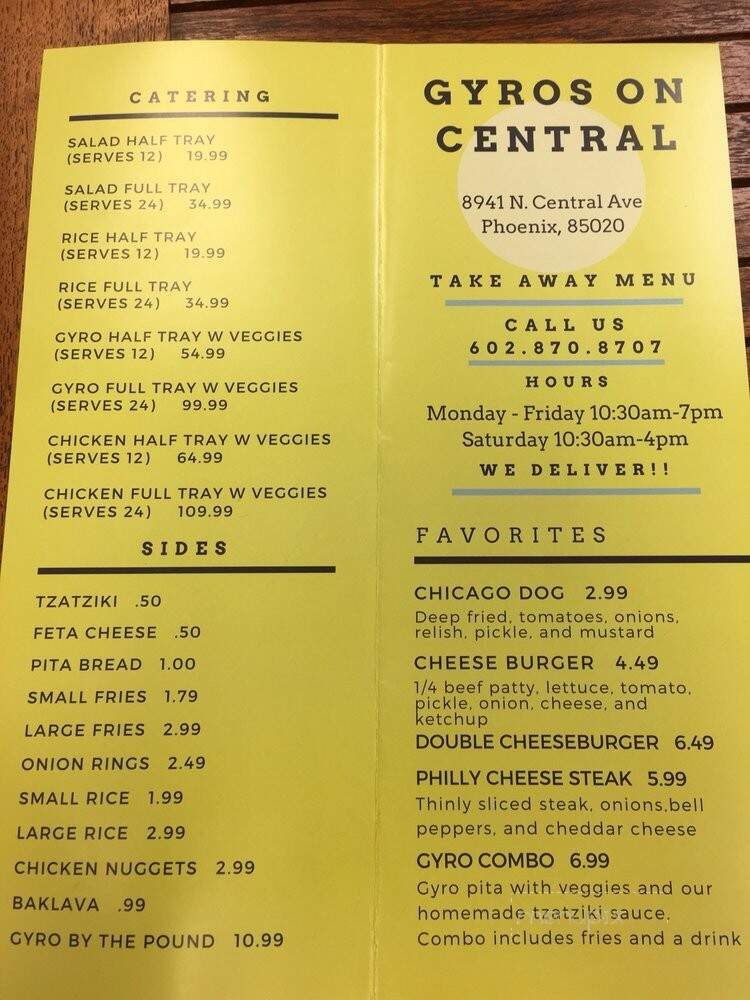 CATERING
SALAD HALF TRAY
(SERVES 12) 19.99
SALAD FULL TRAY
(SERVES 24) 34.99
RICE HALF TRAY
(SERVES 12) 19.99
RICE FULL TRAY
(SERVES 24) 34.99
GYRO HALF TRAY W VEGGIES
(SERVES 12) 54.99
GYRO FULL TRAY W VEGGIES
(SERVES 24) 99.99
CHICKEN HALF TRAY W VEGGIES
(SERVES 12) 64.99
CHICKEN FULL TRAY W VEGGIES
(SERVES 24) 109.99
SIDES
TZATZIKI .50
FETA CHEESE .50
PITA BREAD 1.00
SMALL FRIES 1.79
LARGE FRIES 2.99
ONION RINGS 2.49
SMALL RICE 1.99
LARGE RICE 2.99
CHICKEN NUGGETS 2.99
BAKLAVA .99
GYRO BY THE POUND 10.99
GYROS ON
CENTRAL
8941 N. Central Ave
Phoenix, 85020
TAKE AWAY MENU
CALL US
602.870.8707
HOURS
Monday - Friday 10:30am-7pm
Saturday 10:30am-4pm
WE DELIVER!!
FAVORITES
CHICAGO DOG 2.99
Deep fried, tomatoes, onions,
relish, pickle, and mustard
CHEESE BURGER 4.49
1/4 beef patty, lettuce, tomato,
pickle, onion, cheese, and
ketchup
DOUBLE CHEESEBURGER 6.49
PHILLY CHEESE STEAK 5.99
Thinly sliced steak, onions,bell
peppers, and cheddar cheese
GYRO COMBO 6.99
Gyro pita with veggies and our
homemade tzatziki sauce.
Combo includes fries and a drink